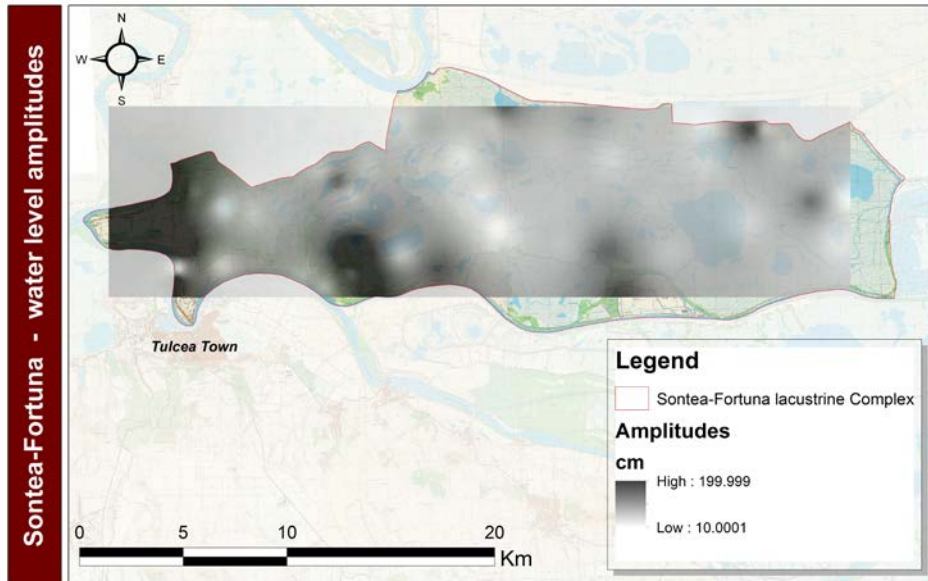 Sontea-Fortuna - water level amplitudes
N
W
E
S
Tulcea Town
Legend
Sontea-Fortuna lacustrine Complex
Amplitudes
cm
High : 199.999
Low : 10.0001
0 5 10 20
Km